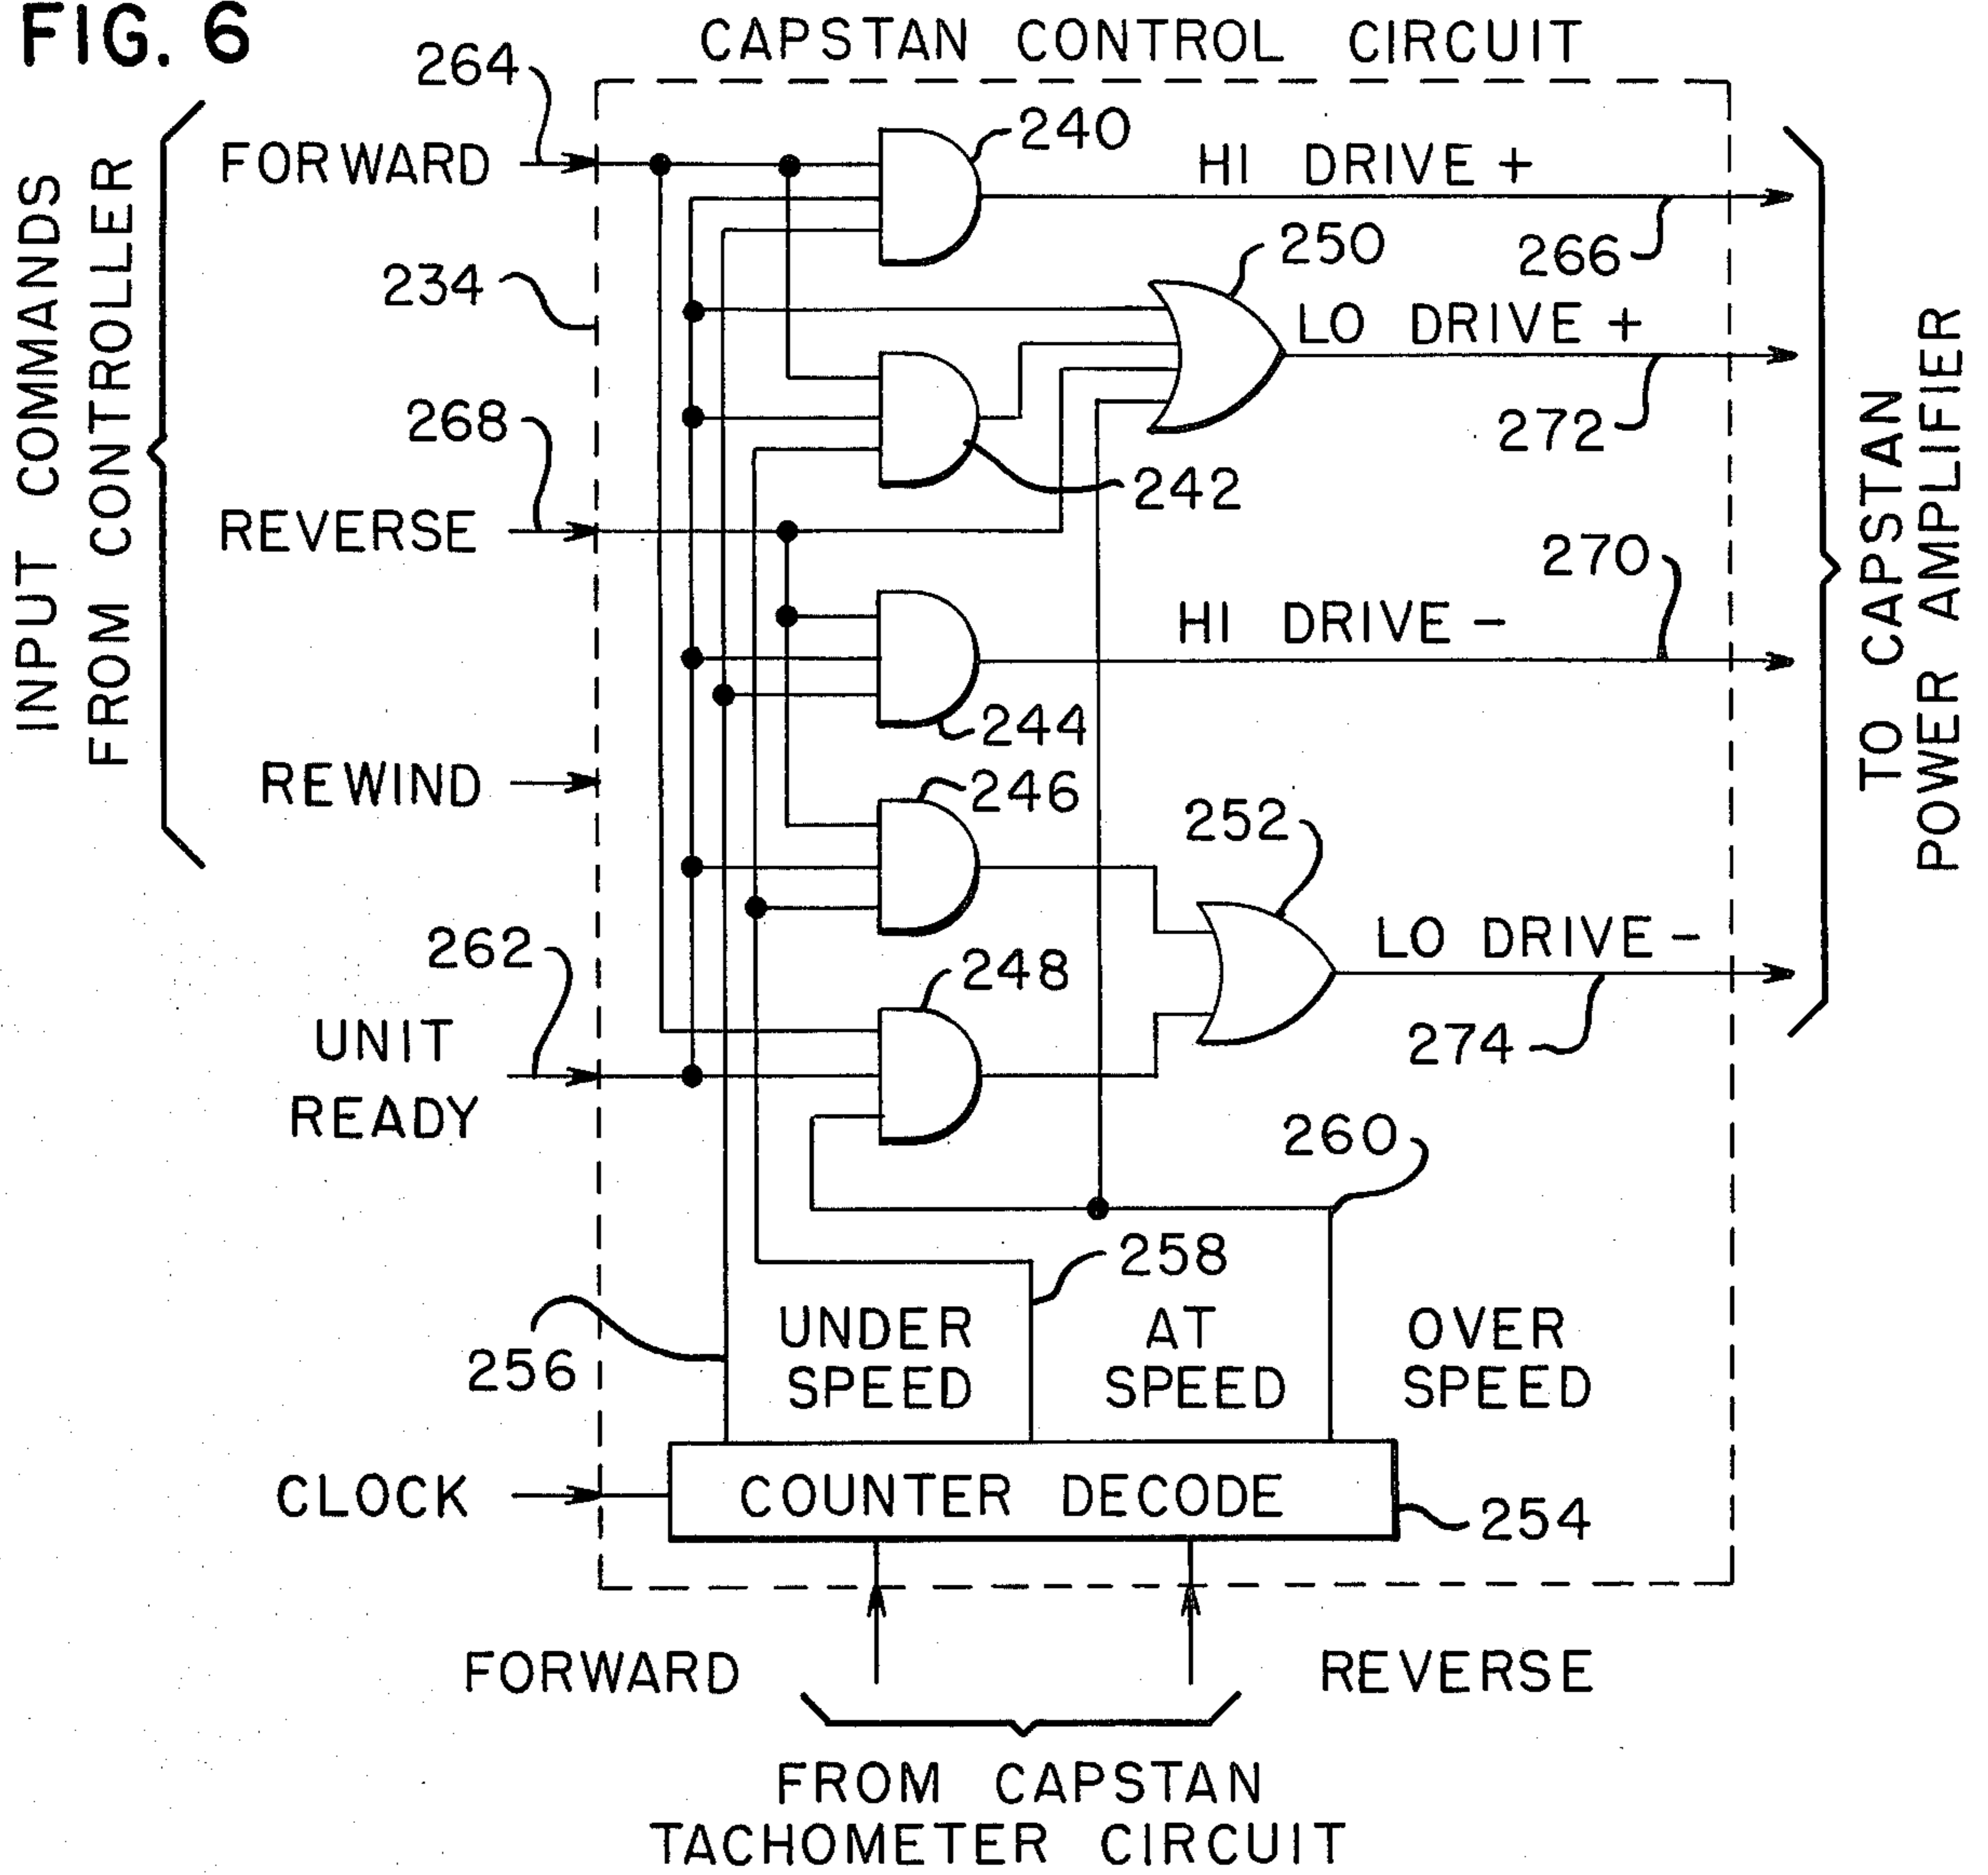 FIG. 6
CAPSTAN CONTROL CIRCUIT
INPUT COMMANDS
FROM CONTROLLER
264
FORWARD
240
HI DRIVE +
266
234
250
LO DRIVE +
272
268
242
REVERSE
270
HI DRIVE -
244
REWIND
246
252
262
248
LO DRIVE -
274
UNIT
READY
260
258
256
UNDER
SPEED
AT
SPEED
OVER
SPEED
CLOCK
COUNTER DECODE
254
FORWARD
REVERSE
FROM CAPSTAN
TACHOMETER CIRCUIT
TO CAPSTAN
POWER AMPLIFIER